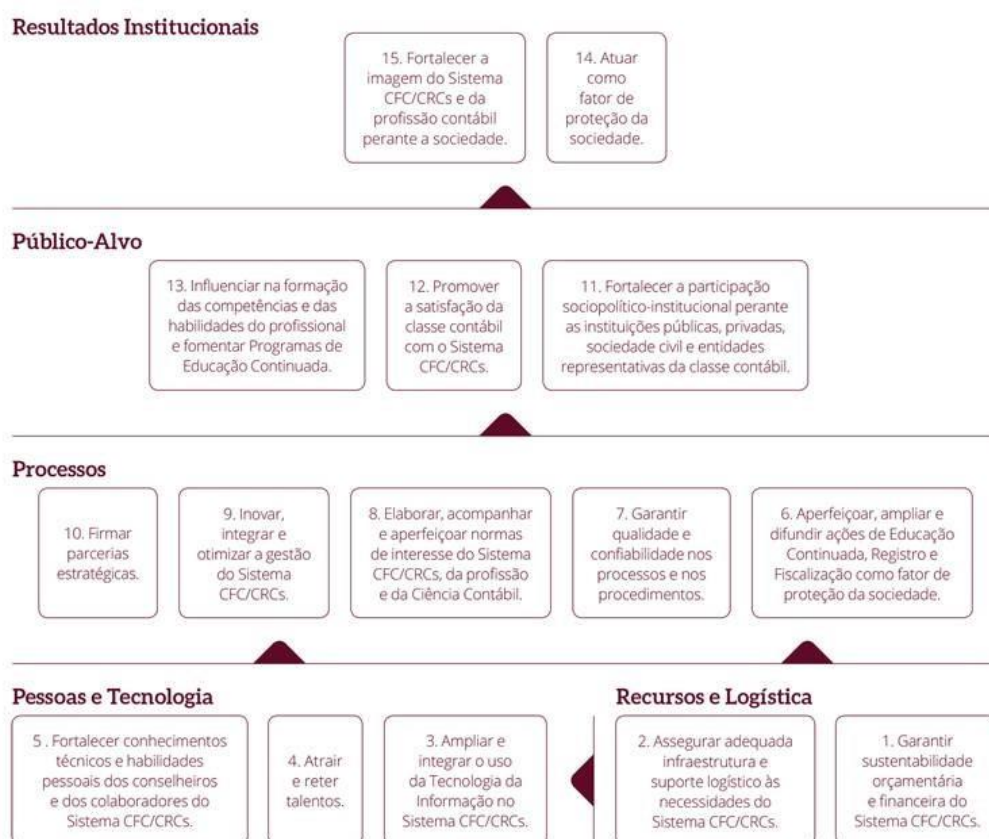 Resultados Institucionais
15. Fortalecer a
imagem do Sistema
CFC/CRCs e da
profissão contábil
perante a sociedade.
14. Atuar
como
fator de
proteção da
sociedade.
Público-Alvo
13. Influenciar na formação
das competências e das
habilidades do profissional
e fomentar Programas de
Educação Continuada.
12. Promover
a satisfação da
classe contábil
com o Sistema
CFC/CRCs.
11. Fortalecer a participação
sociopolítico-institucional perante
as instituições públicas, privadas,
sociedade civil e entidades
representativas da classe contábil.
Processos
10. Firmar
parcerias
estratégicas.
9. Inovar,
integrar e
otimizar a gestão
do Sistema
CFC/CRCs.
8. Elaborar, acompanhar
e aperfeiçoar normas
de interesse do Sistema
CFC/CRCs, da profissão
e da Ciência Contábil.
7. Garantir
qualidade e
confiabilidade nos
processos e nos
procedimentos.
6. Aperfeiçoar, ampliar e
difundir ações de Educação
Continuada, Registro e
Fiscalização como fator de
proteção da sociedade.
Pessoas e Tecnologia
5 . Fortalecer conhecimentos
técnicos e habilidades
pessoais dos conselheiros
e dos colaboradores do
Sistema CFC/CRCs.
4. Atrair
e reter
talentos.
3. Ampliar e
integrar o uso
da Tecnologia da
Informação no
Sistema CFC/CRCs.
Recursos e Logística
2. Assegurar adequada
infraestrutura e
suporte logístico às
necessidades do
Sistema CFC/CRCs.
1. Garantir
sustentabilidade
orçamentária
e financeira do
Sistema CFC/CRCs.